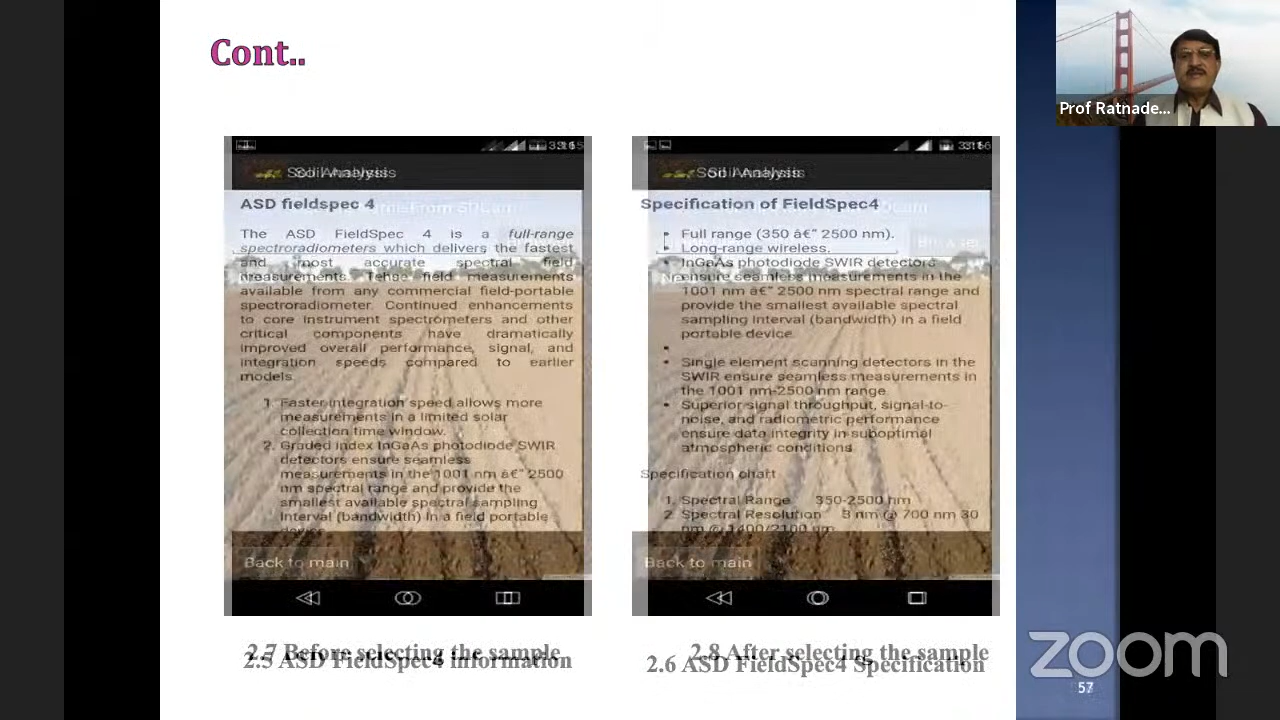 Cont..
Prof Ratnade...
Soil Analysis
ASD fieldspec 4
The ASD FieldSpec 4 is a full-range
spectroradiometers which delivers the fastest
and most accurate spectral field
measurements. Tehse field measurements
available from any commercial field-portable
spectroradiometer. Continued enhancements
to core instrument spectrometers and other
critical components have dramatically
improved overall performance, signal, and
integration speeds compared to earlier
models.
1. Faster integration speed allows more
measurements in a limited solar
collection time window.
2. Graded index InGaAs photodiode SWIR
detectors ensure seamless
measurements in the 1001 nm â€“ 2500
nm spectral range and provide the
smallest available spectral sampling
interval (bandwidth) in a field portable
device.
Back to main
2.7 Before selecting the sample
2.5 ASD FieldSpec4 Information
Soil Analysis
Specification of FieldSpec4
Full range (350 â€“ 2500 nm).
Long-range wireless.
InGaAs photodiode SWIR detectors
ensure seamless measurements in the
1001 nm â€“ 2500 nm spectral range and
provide the smallest available spectral
sampling interval (bandwidth) in a field
portable device.
Single element scanning detectors in the
SWIR ensure seamless measurements in
the 1001 nm-2500 nm range
Superior signal throughput, signal-to-
noise, and radiometric performance
ensure data integrity in suboptimal
atmospheric conditions
Specification chart
1. Spectral Range 350-2500 nm
2. Spectral Resolution 3 nm @ 700 nm 30
nm @ 1400/2100 nm
Back to main
2.8 After selecting the sample
2.6 ASD FieldSpec4 Specification
zoom
57